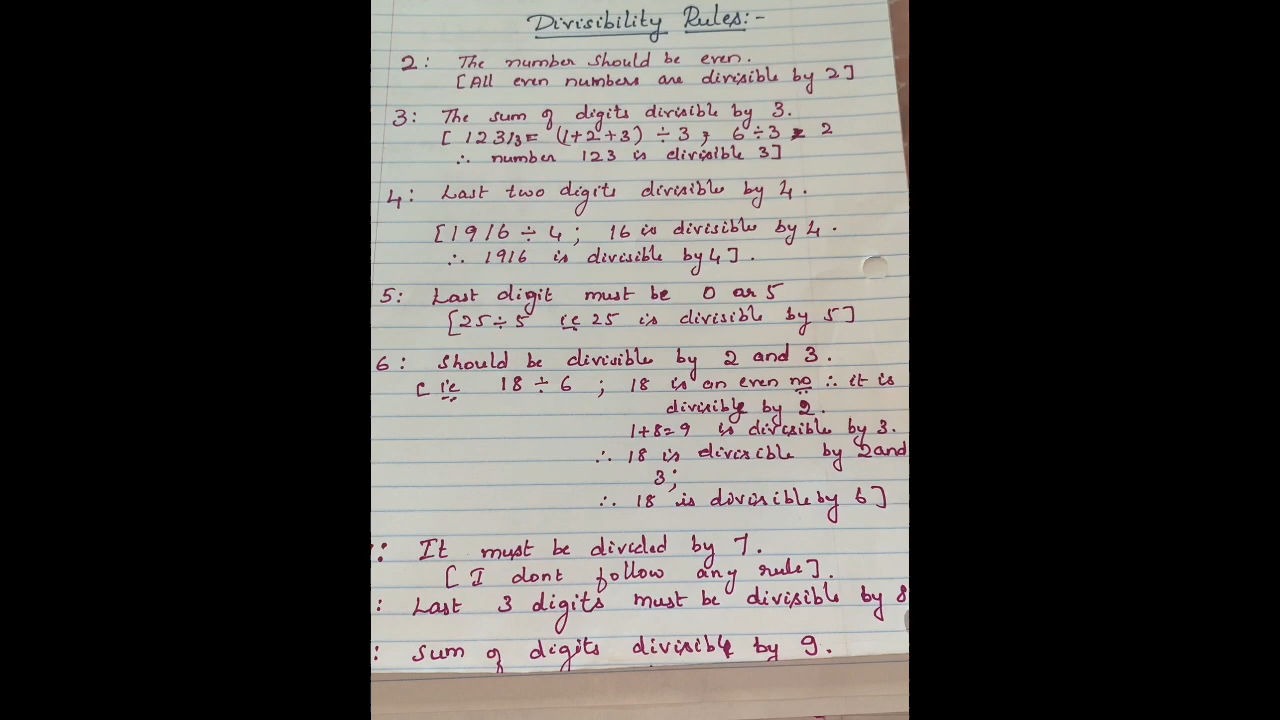 Divisibility Rules:-
2: The number should be even.
[All even numbers are divisible by 2]
3: The sum of digits divisible by 3.
[ 123/3 = (1+2+3) ÷ 3 ; 6 ÷ 3 = 2
∴ number 123 is divisible 3]
4: Last two digits divisible by 4.
[1916 ÷ 4 ; 16 is divisible by 4.
∴ 1916 is divisible by 4].
5: Last digit must be 0 or 5
[25 ÷ 5 ie 25 is divisible by 5]
6: Should be divisible by 2 and 3.
[ ie 18 ÷ 6 ; 18 is an even no ∴ it is
divisible by 2.
1+8=9 is divisible by 3.
∴ 18 is divisible by 2 and
3;
∴ 18 is divisible by 6]
: It must be divided by 7.
[ I dont follow any rule].
: Last 3 digits must be divisible by 8
: Sum of digits divisible by 9.